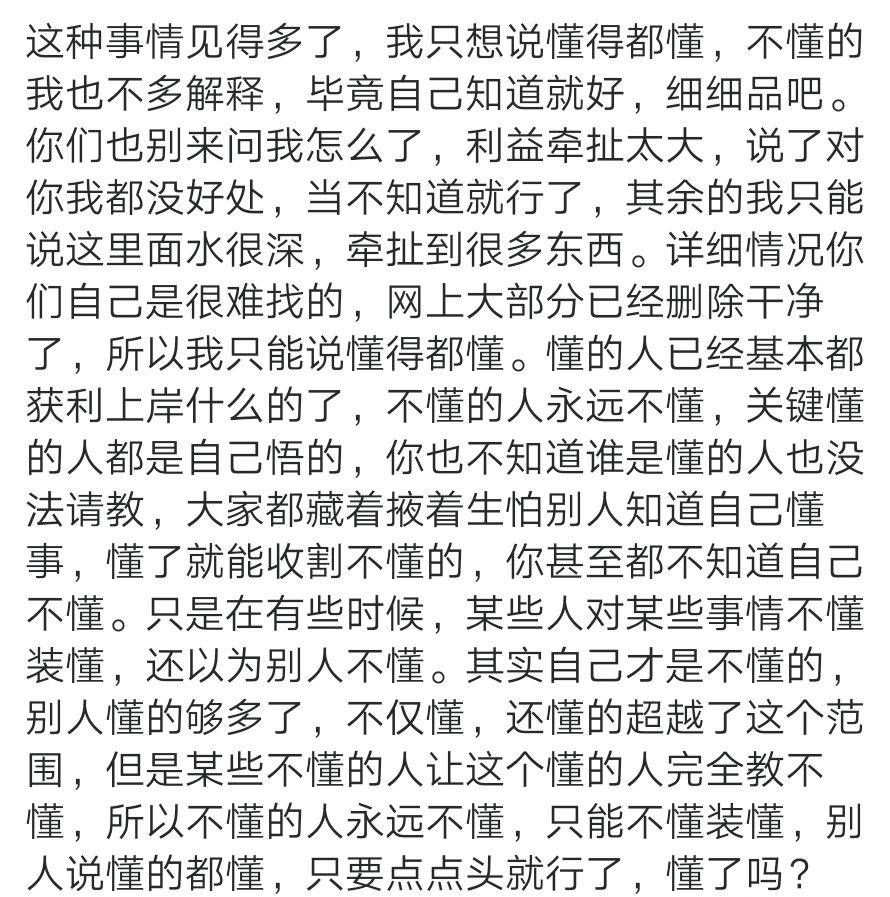 这种事情见得多了，我只想说懂得都懂，不懂的
我也不多解释，毕竟自己知道就好，细细品吧。
你们也别来问我怎么了，利益牵扯太大，说了对
你我都没好处，当不知道就行了，其余的我只能
说这里面水很深，牵扯到很多东西。详细情况你
们自己是很难找的，网上大部分已经删除干净
了，所以我只能说懂得都懂。懂的人已经基本都
获利上岸什么的了，不懂的人永远不懂，关键懂
的人都是自己悟的，你也不知道谁是懂的人也没
法请教，大家都藏着掖着生怕别人知道自己懂
事，懂了就能收割不懂的，你甚至都不知道自己
不懂。只是在有些时候，某些人对某些事情不懂
装懂，还以为别人不懂。其实自己才是不懂的，
别人懂的够多了，不仅懂，还懂的超越了这个范
围，但是某些不懂的人让这个懂的人完全教不
懂，所以不懂的人永远不懂，只能不懂装懂，别
人说懂的都懂，只要点点头就行了，懂了吗？